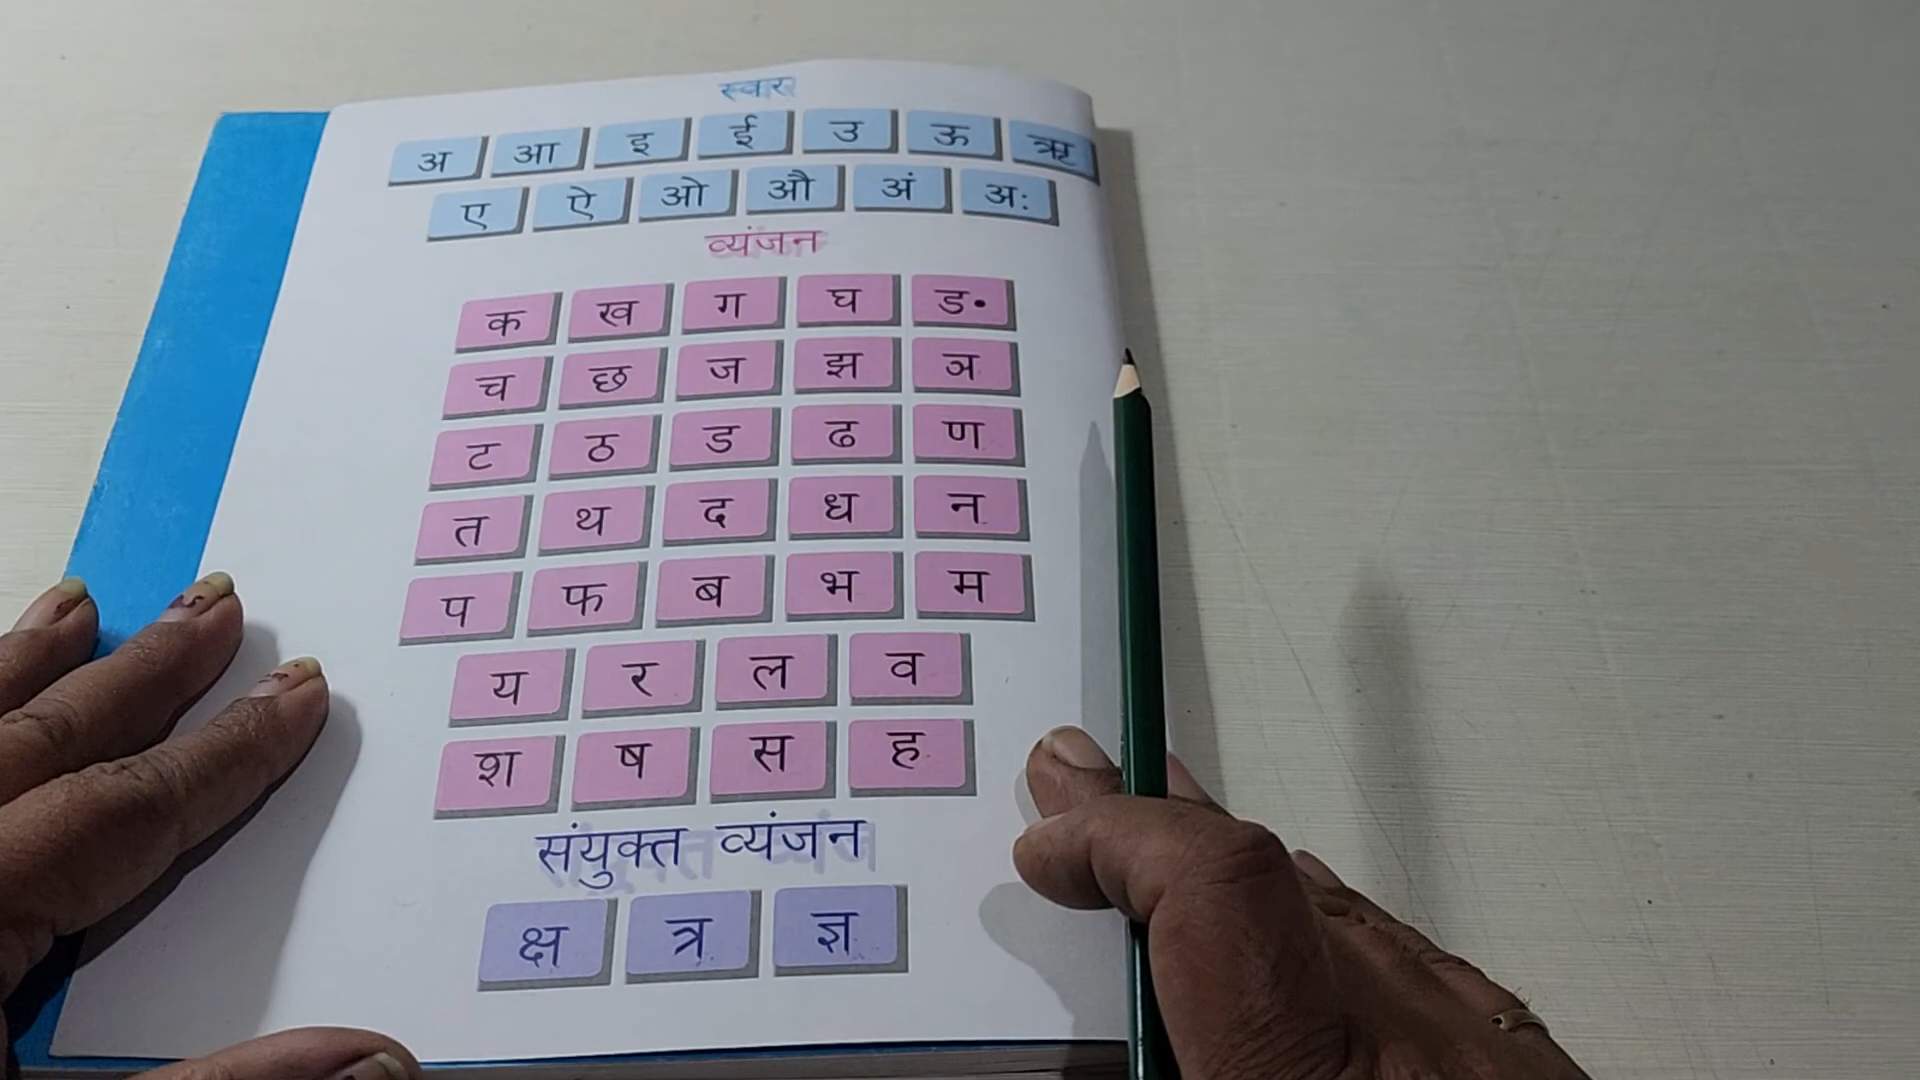 स्वर
अ आ इ ई उ ऊ ऋ
ए ऐ ओ औ अं अः
व्यंजन
क ख ग घ ङ
च छ ज झ ञ
ट ठ ड ढ ण
त थ द ध न
प फ ब भ म
य र ल व
श ष स ह
संयुक्त व्यंजन
क्ष त्र ज्ञ